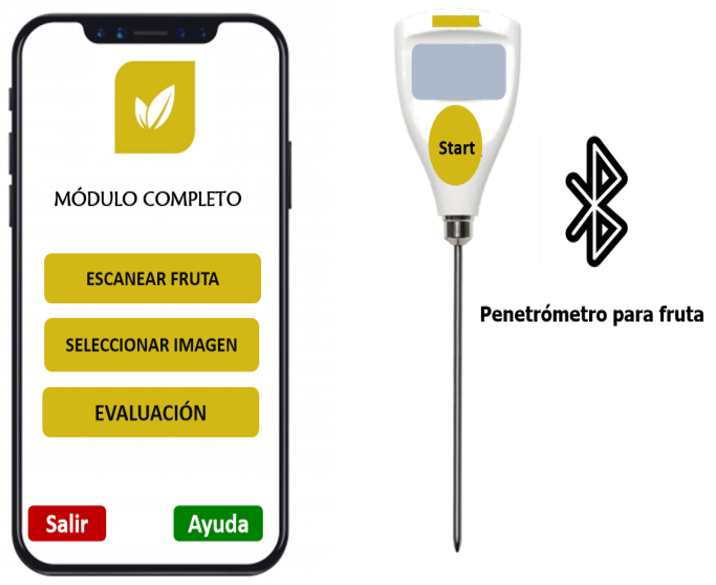 MÓDULO COMPLETO
ESCANEAR FRUTA
SELECCIONAR IMAGEN
EVALUACIÓN
Salir
Ayuda
Start
Penetrómetro para fruta